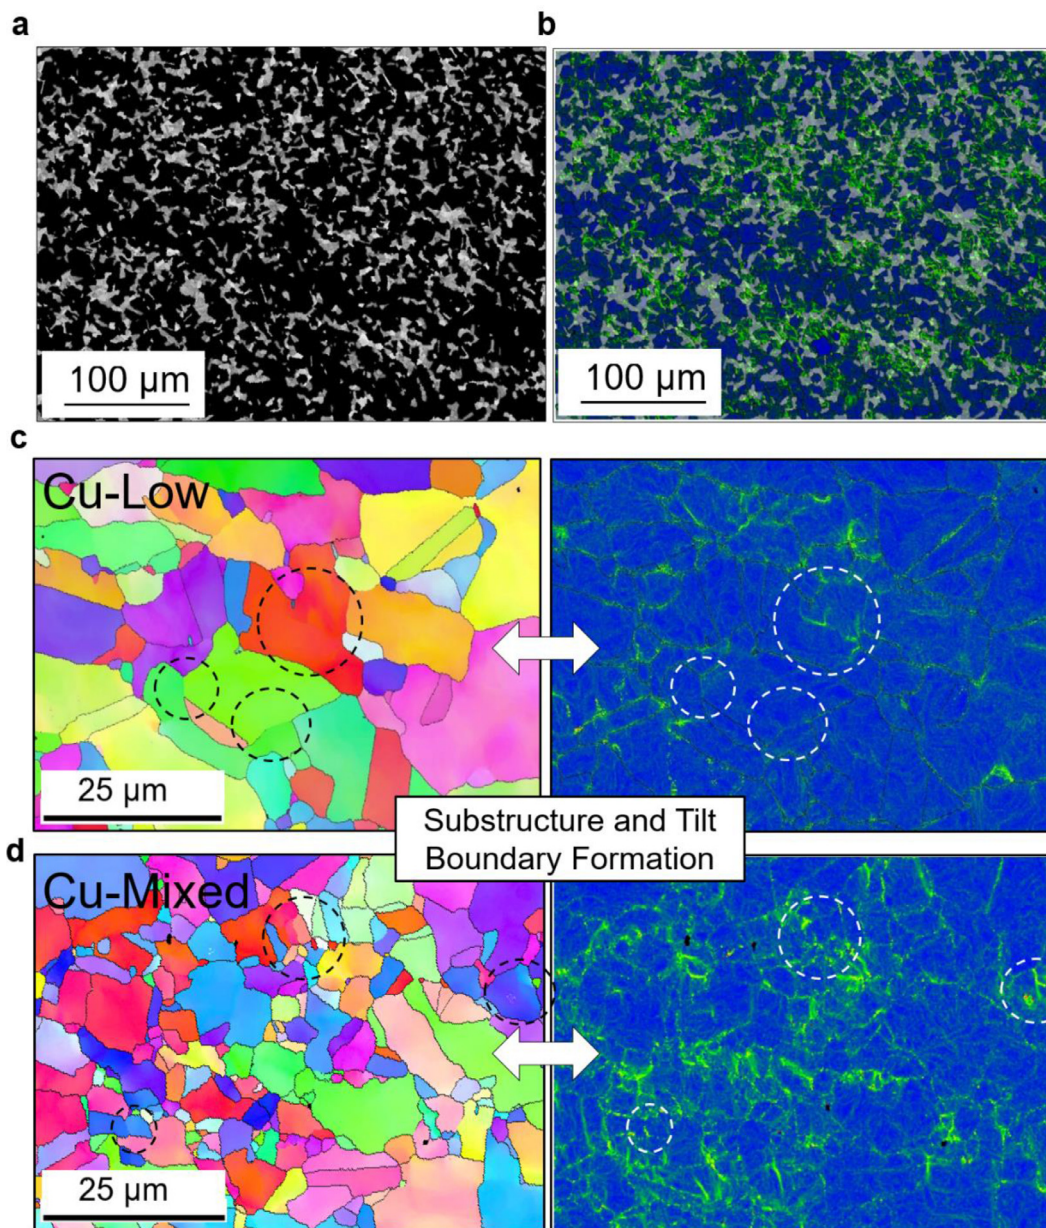 a
b
100 µm
100 µm
c
Cu-Low
25 µm
Substructure and Tilt
Boundary Formation
d
Cu-Mixed
25 µm